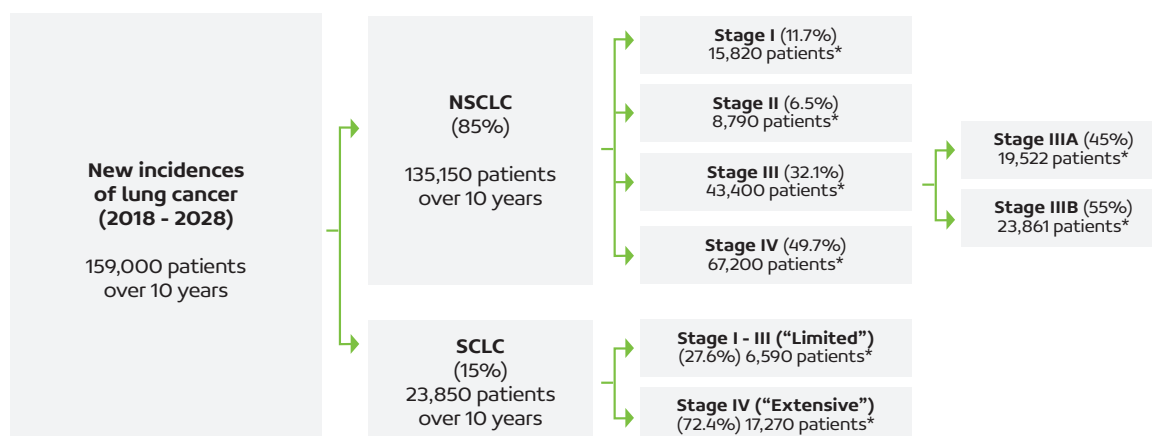 New incidences
of lung cancer
(2018 - 2028)
159,000 patients
over 10 years
NSCLC
(85%)
135,150 patients
over 10 years
Stage I (11.7%)
15,820 patients*
Stage II (6.5%)
8,790 patients*
Stage III (32.1%)
43,400 patients*
Stage IV (49.7%)
67,200 patients*
Stage IIIA (45%)
19,522 patients*
Stage IIIB (55%)
23,861 patients*
SCLC
(15%)
23,850 patients
over 10 years
Stage I - III (“Limited”)
(27.6%) 6,590 patients*
Stage IV (“Extensive”)
(72.4%) 17,270 patients*